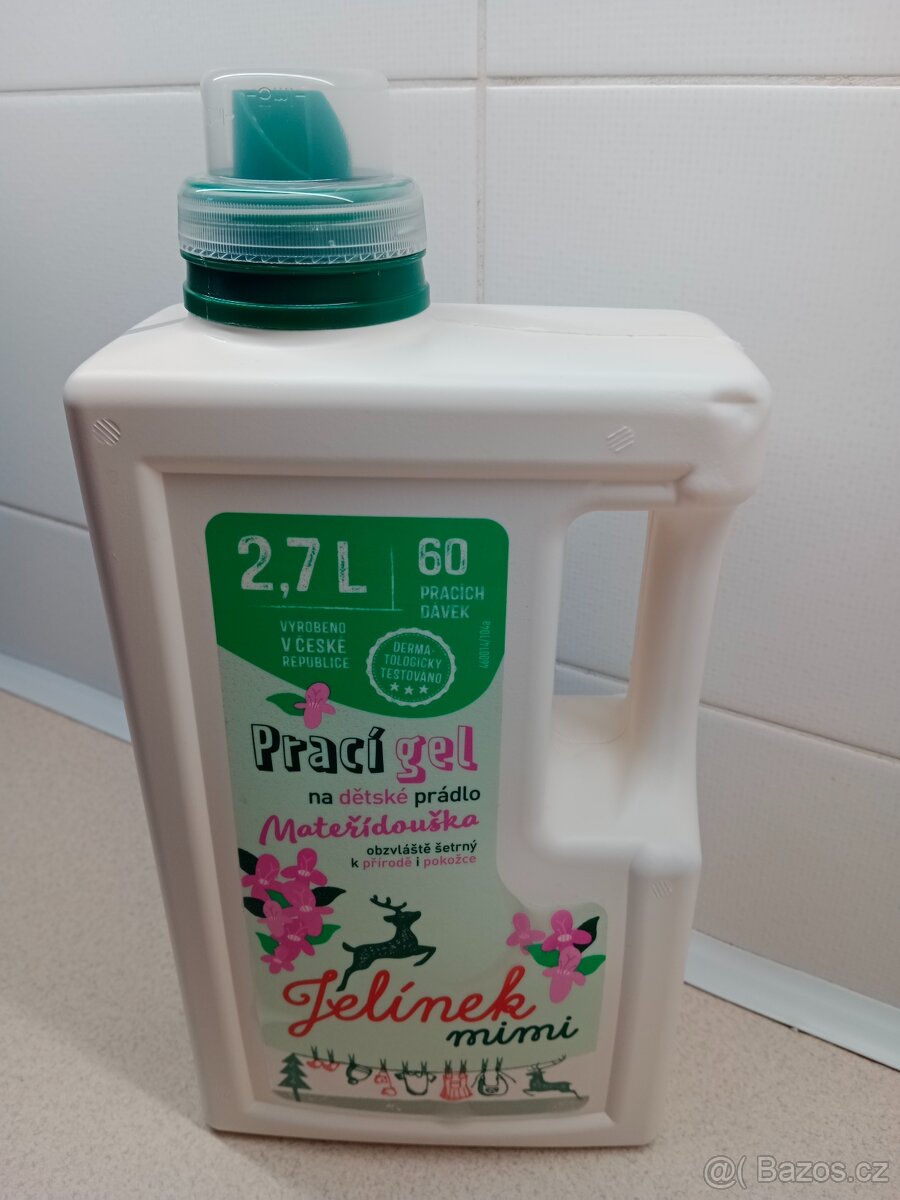 2,7 L
60
PRACÍCH
DÁVEK
VYROBENO
V ČESKÉ
REPUBLICE
DERMA-
TOLOGICKY
TESTOVÁNO
Prací gel
na dětské prádlo
Mateřídouška
obzvláště šetrný
k přírodě i pokožce
Jelínek
mimi
@( Bazos.cz